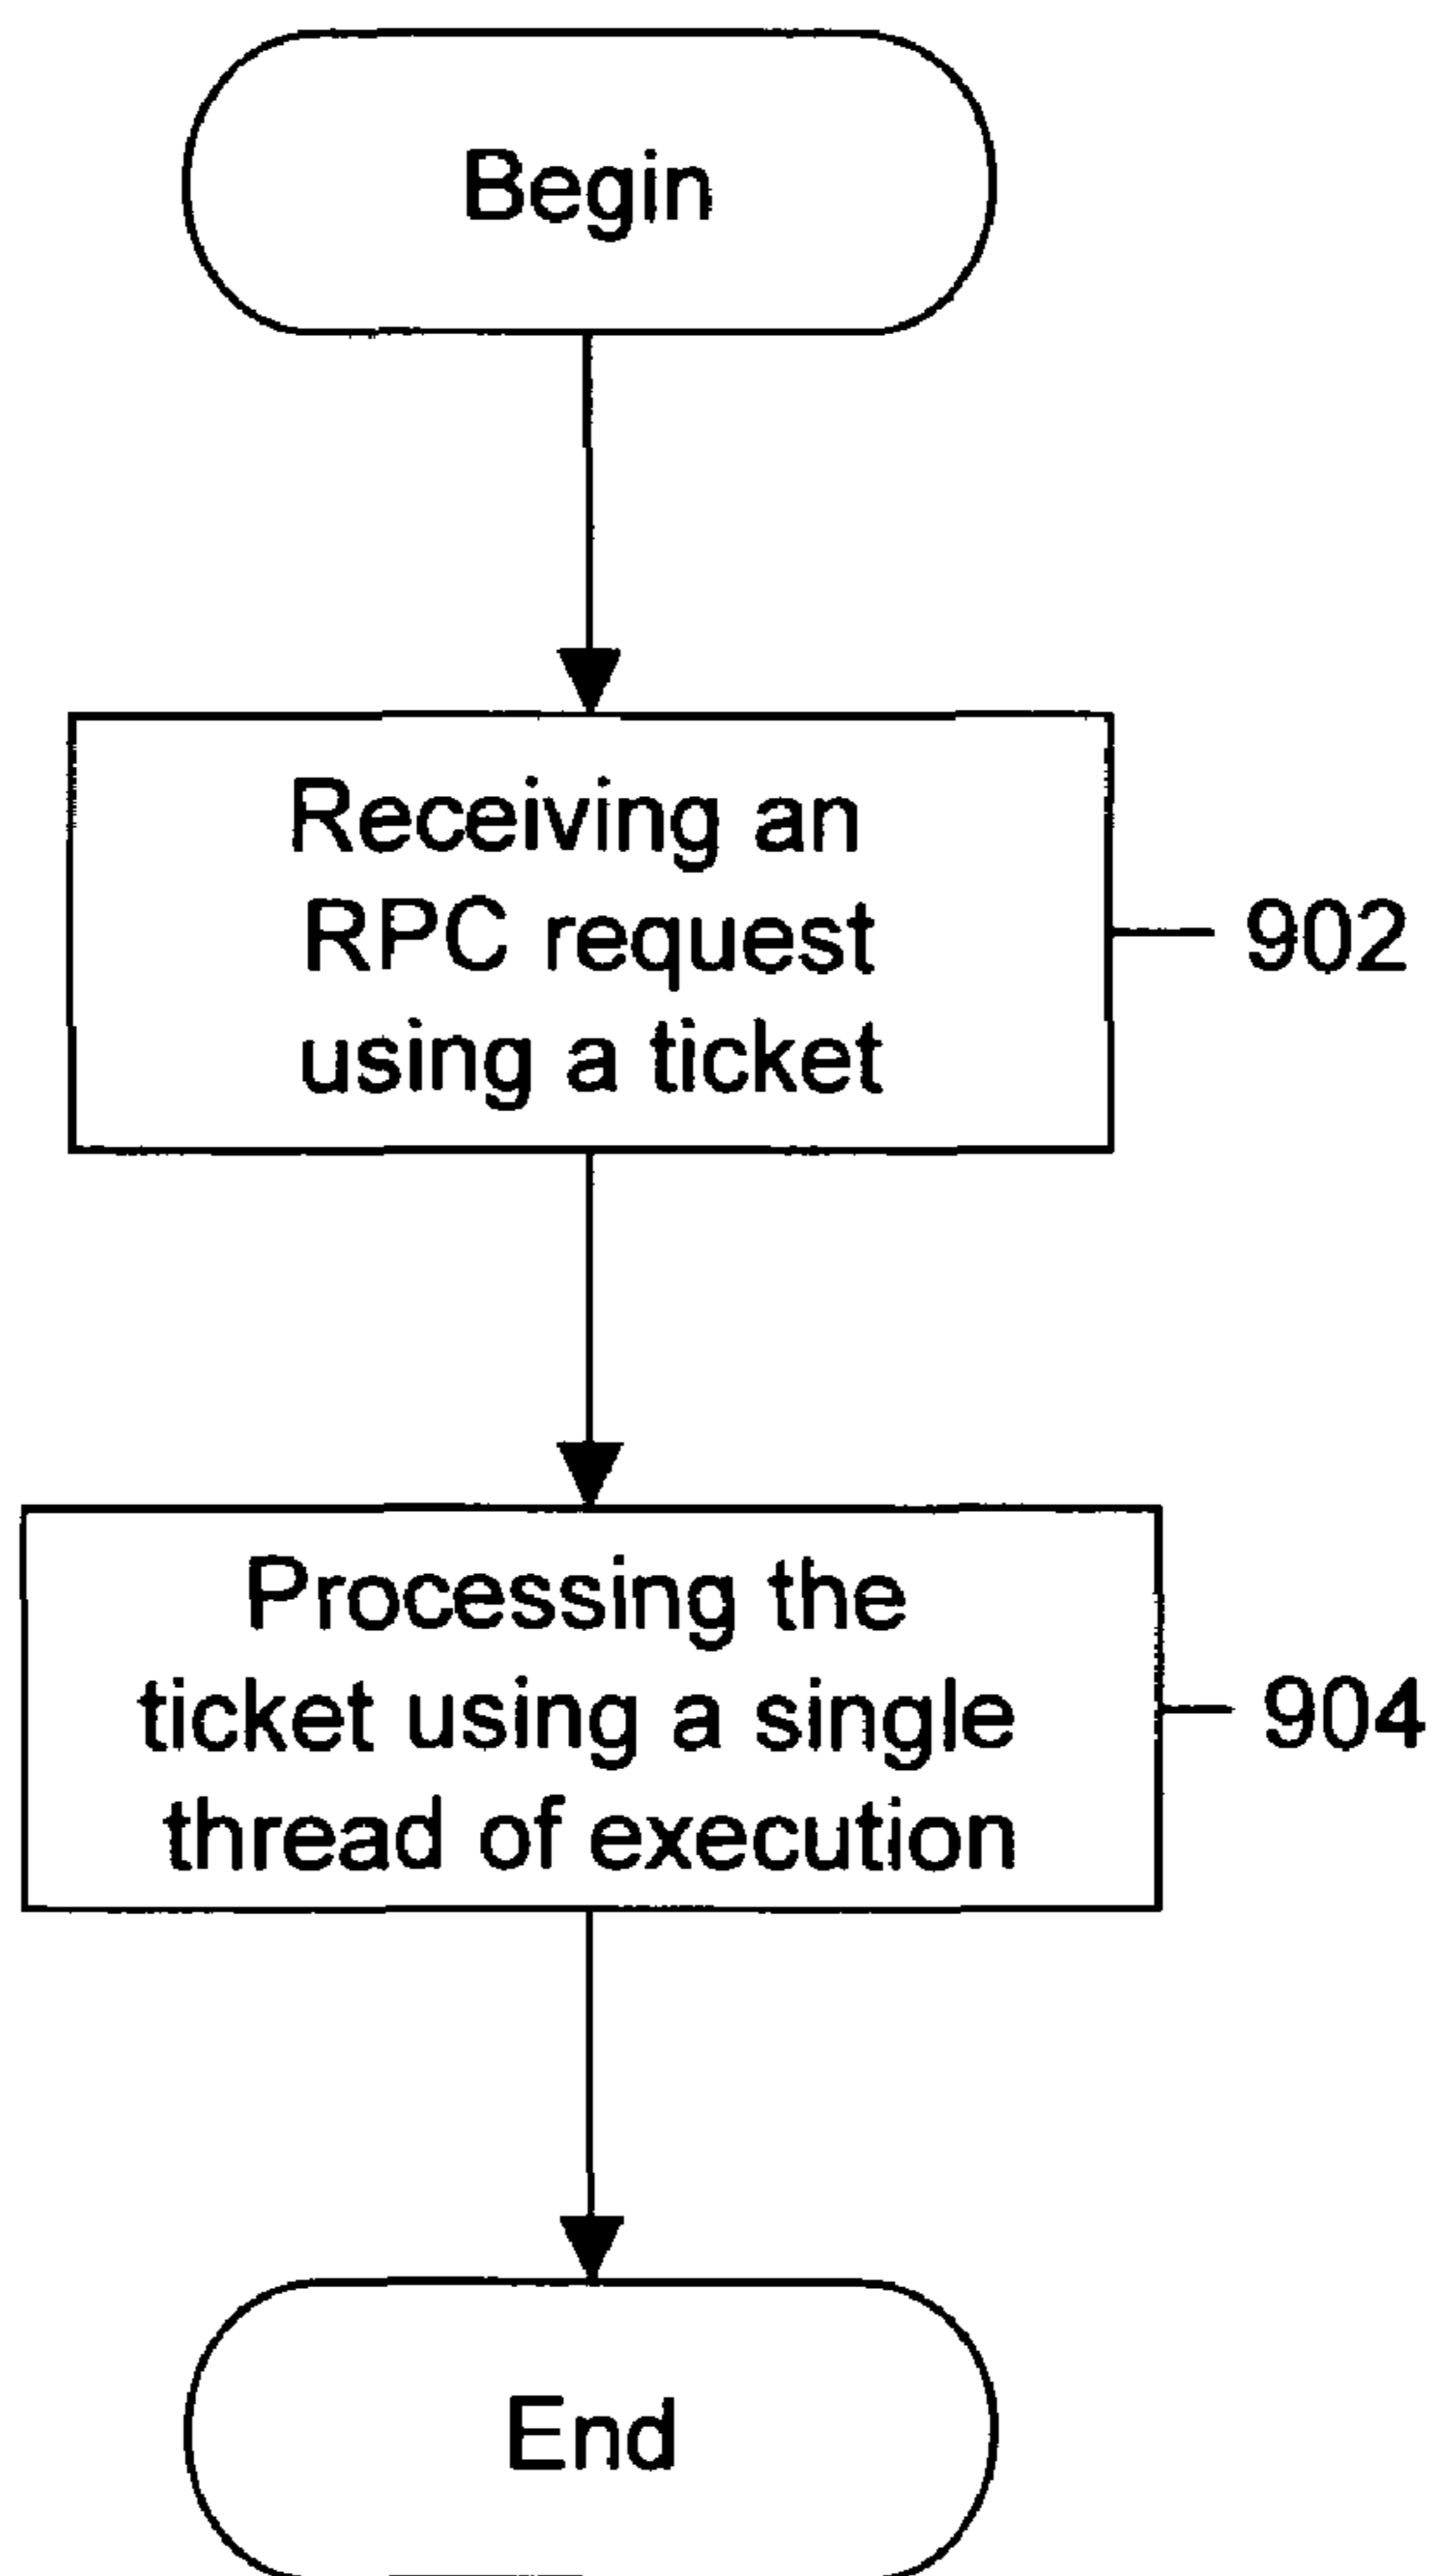 Begin
Receiving an
RPC request
using a ticket
902
Processing the
ticket using a single
thread of execution
904
End